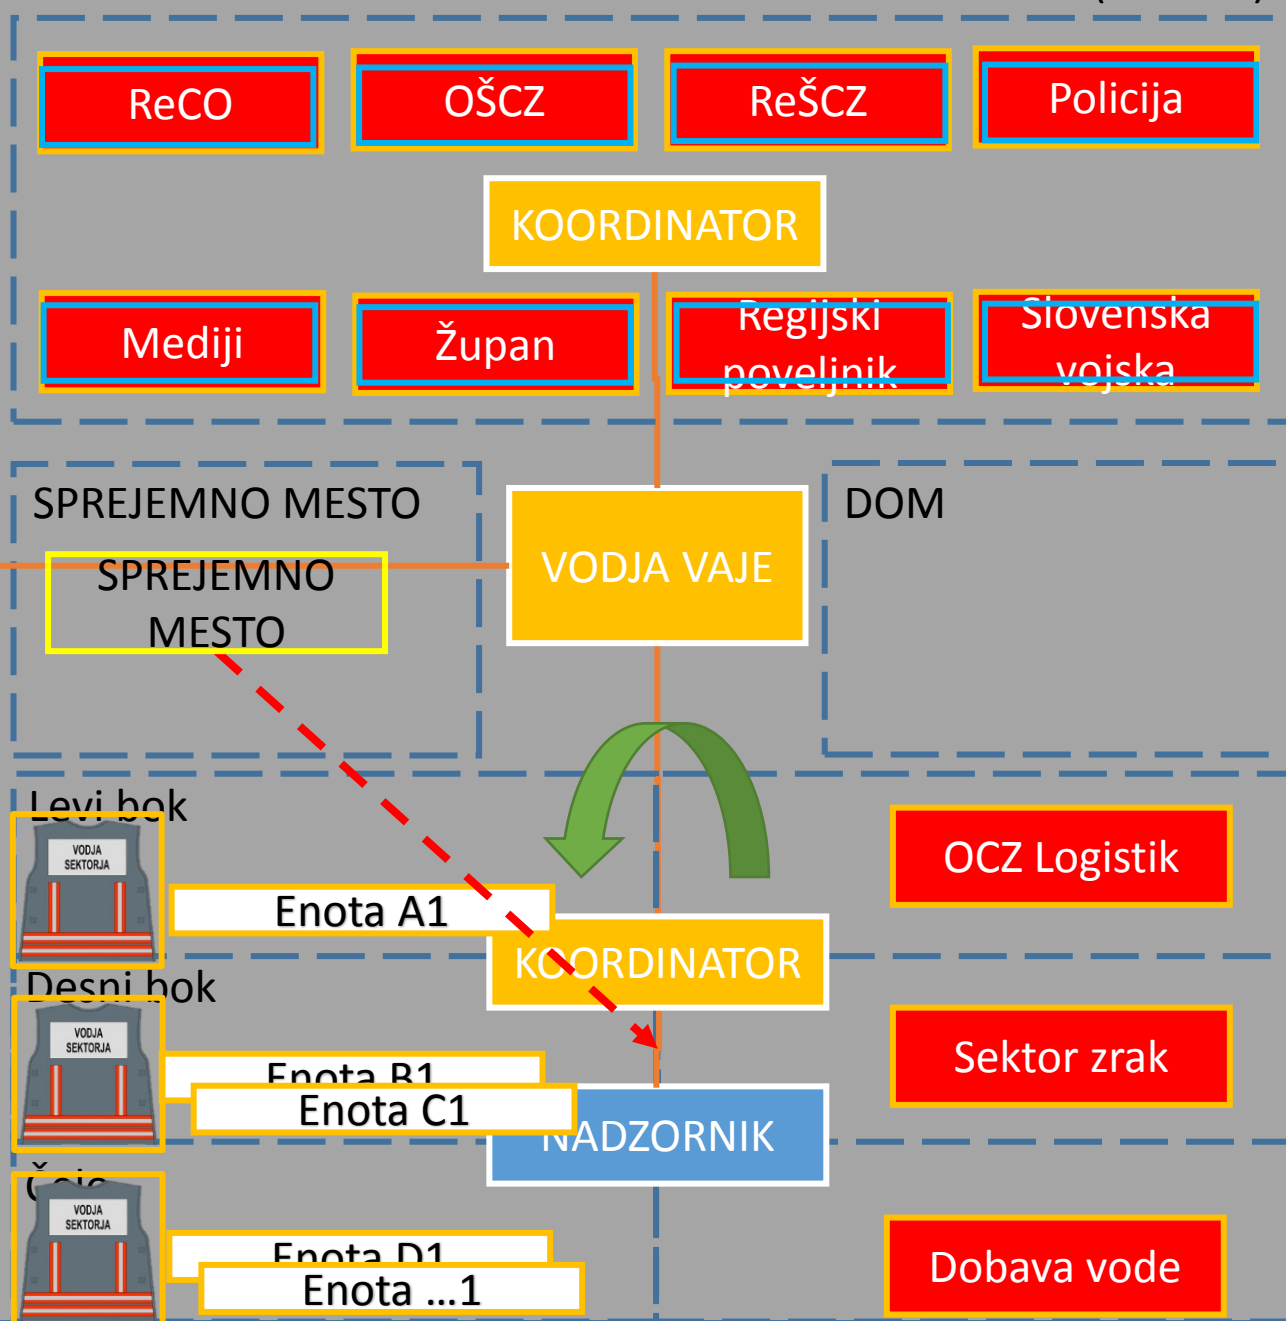 ReCO
OŠCZ
ReŠCZ
Policija
KOORDINATOR
Mediji
Župan
Regijski
poveljnik
Slovenska
vojska
SPREJEMNO MESTO
SPREJEMNO
MESTO
VODJA VAJE
DOM
Levi bok
VODJA
SEKTORJA
Enota A1
OCZ Logistik
KOORDINATOR
Desni bok
VODJA
SEKTORJA
Enota B1
Enota C1
Sektor zrak
NADZORNIK
VODJA
SEKTORJA
Enota D1
Enota ...1
Dobava vode